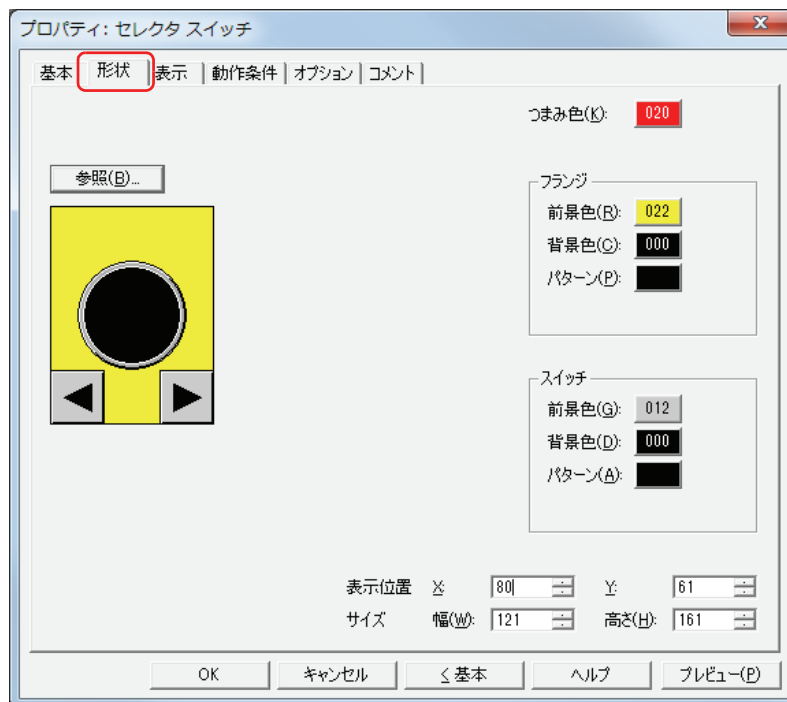 プロパティ: セレクタ スイッチ
基本 形状 表示 動作条件 オプション コメント
つまみ色(K): 020
参照(B)...
フランジ
前景色(R): 022
背景色(C): 000
パターン(P):
スイッチ
前景色(G): 012
背景色(D): 000
パターン(A):
表示位置 X: 80 Y: 61
サイズ 幅(W): 121 高さ(H): 161
OK キャンセル < 基本 ヘルプ プレビュー(P)